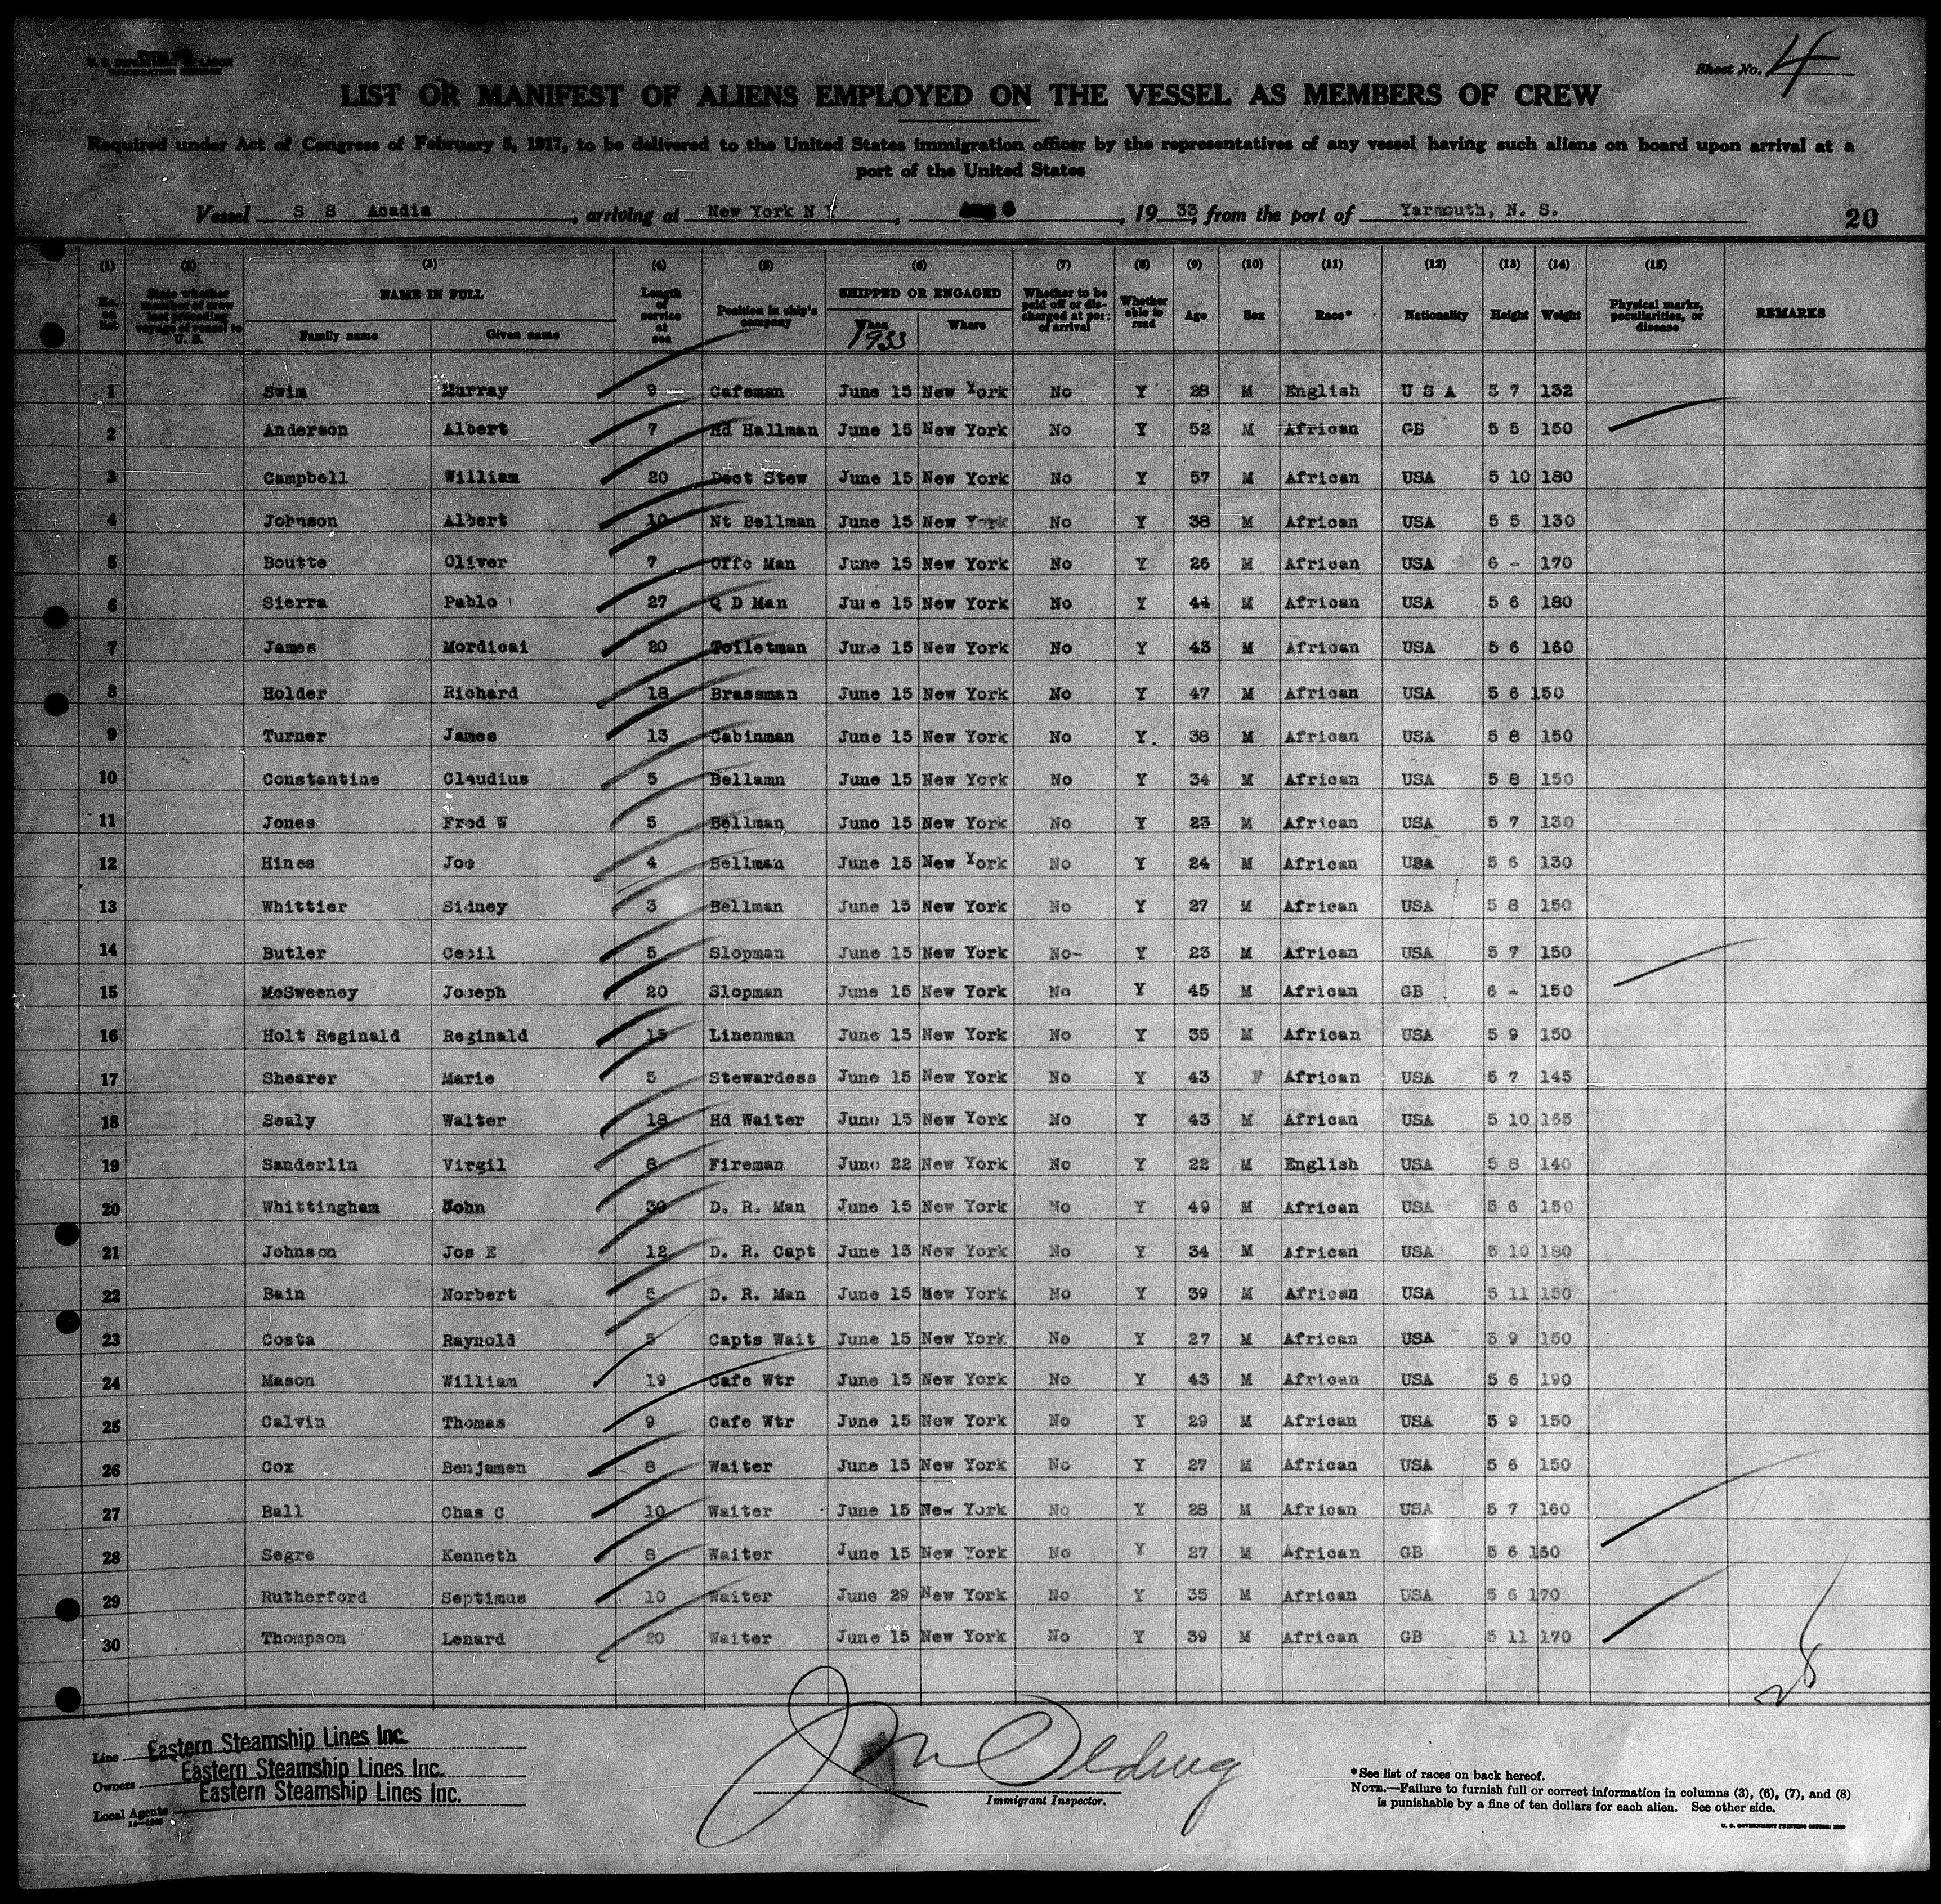 Sheet No. 4
LIST OR MANIFEST OF ALIENS EMPLOYED ON THE VESSEL AS MEMBERS OF CREW
Required under Act of Congress of February 5, 1917, to be delivered to the United States immigration officer by the representatives of any vessel having such aliens on board upon arrival at a
port of the United States
Vessel S S Acadia, arriving at New York N Y, Aug 6, 1933, from the port of Yarmouth, N. S. 20
(1) (2) (3) (4) (5) (6) (7) (8) (9) (10) (11) (12) (13) (14) (15)
No. on list State whether member of crew last preceding voyage of vessel to U. S. NAME IN FULL Family name Given name Length of service at sea Position in ship's company SHIPPED OR ENGAGED When 1933 Where Whether to be paid off or discharged at port of arrival Whether able to read Age Sex Race* Nationality Height Weight Physical marks, peculiarities, or disease REMARKS
1 Swim Murray 9 Cafeman June 15 New York No Y 28 M English U S A 5 7 132
2 Anderson Albert 7 Hd Hallman June 15 New York No Y 52 M African GB 5 5 150
3 Campbell William 20 Dect Stew June 15 New York No Y 57 M African USA 5 10 180
4 Johnson Albert 10 Nt Bellman June 15 New York No Y 38 M African USA 5 5 130
5 Boutte Oliver 7 Offc Man June 15 New York No Y 26 M African USA 6 - 170
6 Sierra Pablo 27 Q D Man June 15 New York No Y 44 M African USA 5 6 180
7 James Mordicai 20 Toiletman June 15 New York No Y 43 M African USA 5 6 160
8 Holder Richard 18 Brassman June 15 New York No Y 47 M African USA 5 6 150
9 Turner James 13 Cabinman June 15 New York No Y. 38 M African USA 5 8 150
10 Constantine Claudius 5 Bellamn June 15 New York No Y 34 M African USA 5 8 150
11 Jones Fred W 5 Bellman June 15 New York No Y 23 M African USA 5 7 130
12 Hines Jos 4 Bellman June 15 New York No Y 24 M African USA 5 6 130
13 Whittier Sidney 3 Bellman June 15 New York No Y 27 M African USA 5 8 150
14 Butler Cecil 5 Slopman June 15 New York No- Y 23 M African USA 5 7 150
15 McSweeney Joseph 20 Slopman June 15 New York No Y 45 M African GB 6 - 150
16 Holt Reginald Reginald 15 Linenman June 15 New York No Y 35 M African USA 5 9 150
17 Shearer Marie 5 Stewardess June 15 New York No Y 43 F African USA 5 7 145
18 Sealy Walter 18 Hd Waiter June 15 New York No Y 43 M African USA 5 10 165
19 Sanderlin Virgil 8 Fireman June 22 New York No Y 22 M English USA 5 8 140
20 Whittingham John 30 D. R. Man June 15 New York No Y 49 M African USA 5 6 150
21 Johnson Jos E 12 D. R. Capt June 15 New York No Y 34 M African USA 5 10 180
22 Bain Norbert 5 D. R. Man June 15 New York No Y 39 M African USA 5 11 150
23 Costa Raynold 5 Capts Wait June 15 New York No Y 27 M African USA 5 9 150
24 Mason William 19 Cafe Wtr June 15 New York No Y 43 M African USA 5 6 190
25 Calvin Thomas 9 Cafe Wtr June 15 New York No Y 29 M African USA 5 9 150
26 Cox Benjamen 8 Waiter June 15 New York No Y 27 M African USA 5 6 150
27 Ball Chas C 10 Waiter June 15 New York No Y 28 M African USA 5 7 160
28 Segre Kenneth 8 Waiter June 15 New York No Y 27 M African GB 5 6 150
29 Rutherford Septimus 10 Waiter June 29 New York No Y 35 M African USA 5 6 170
30 Thompson Lenard 20 Waiter June 15 New York No Y 39 M African GB 5 11 170
Line Eastern Steamship Lines Inc.
Owners Eastern Steamship Lines Inc.
Local Agents Eastern Steamship Lines Inc.
Immigrant Inspector.
*See list of races on back hereof.
NOTE.—Failure to furnish full or correct information in columns (3), (6), (7), and (8)
is punishable by a fine of ten dollars for each alien. See other side.